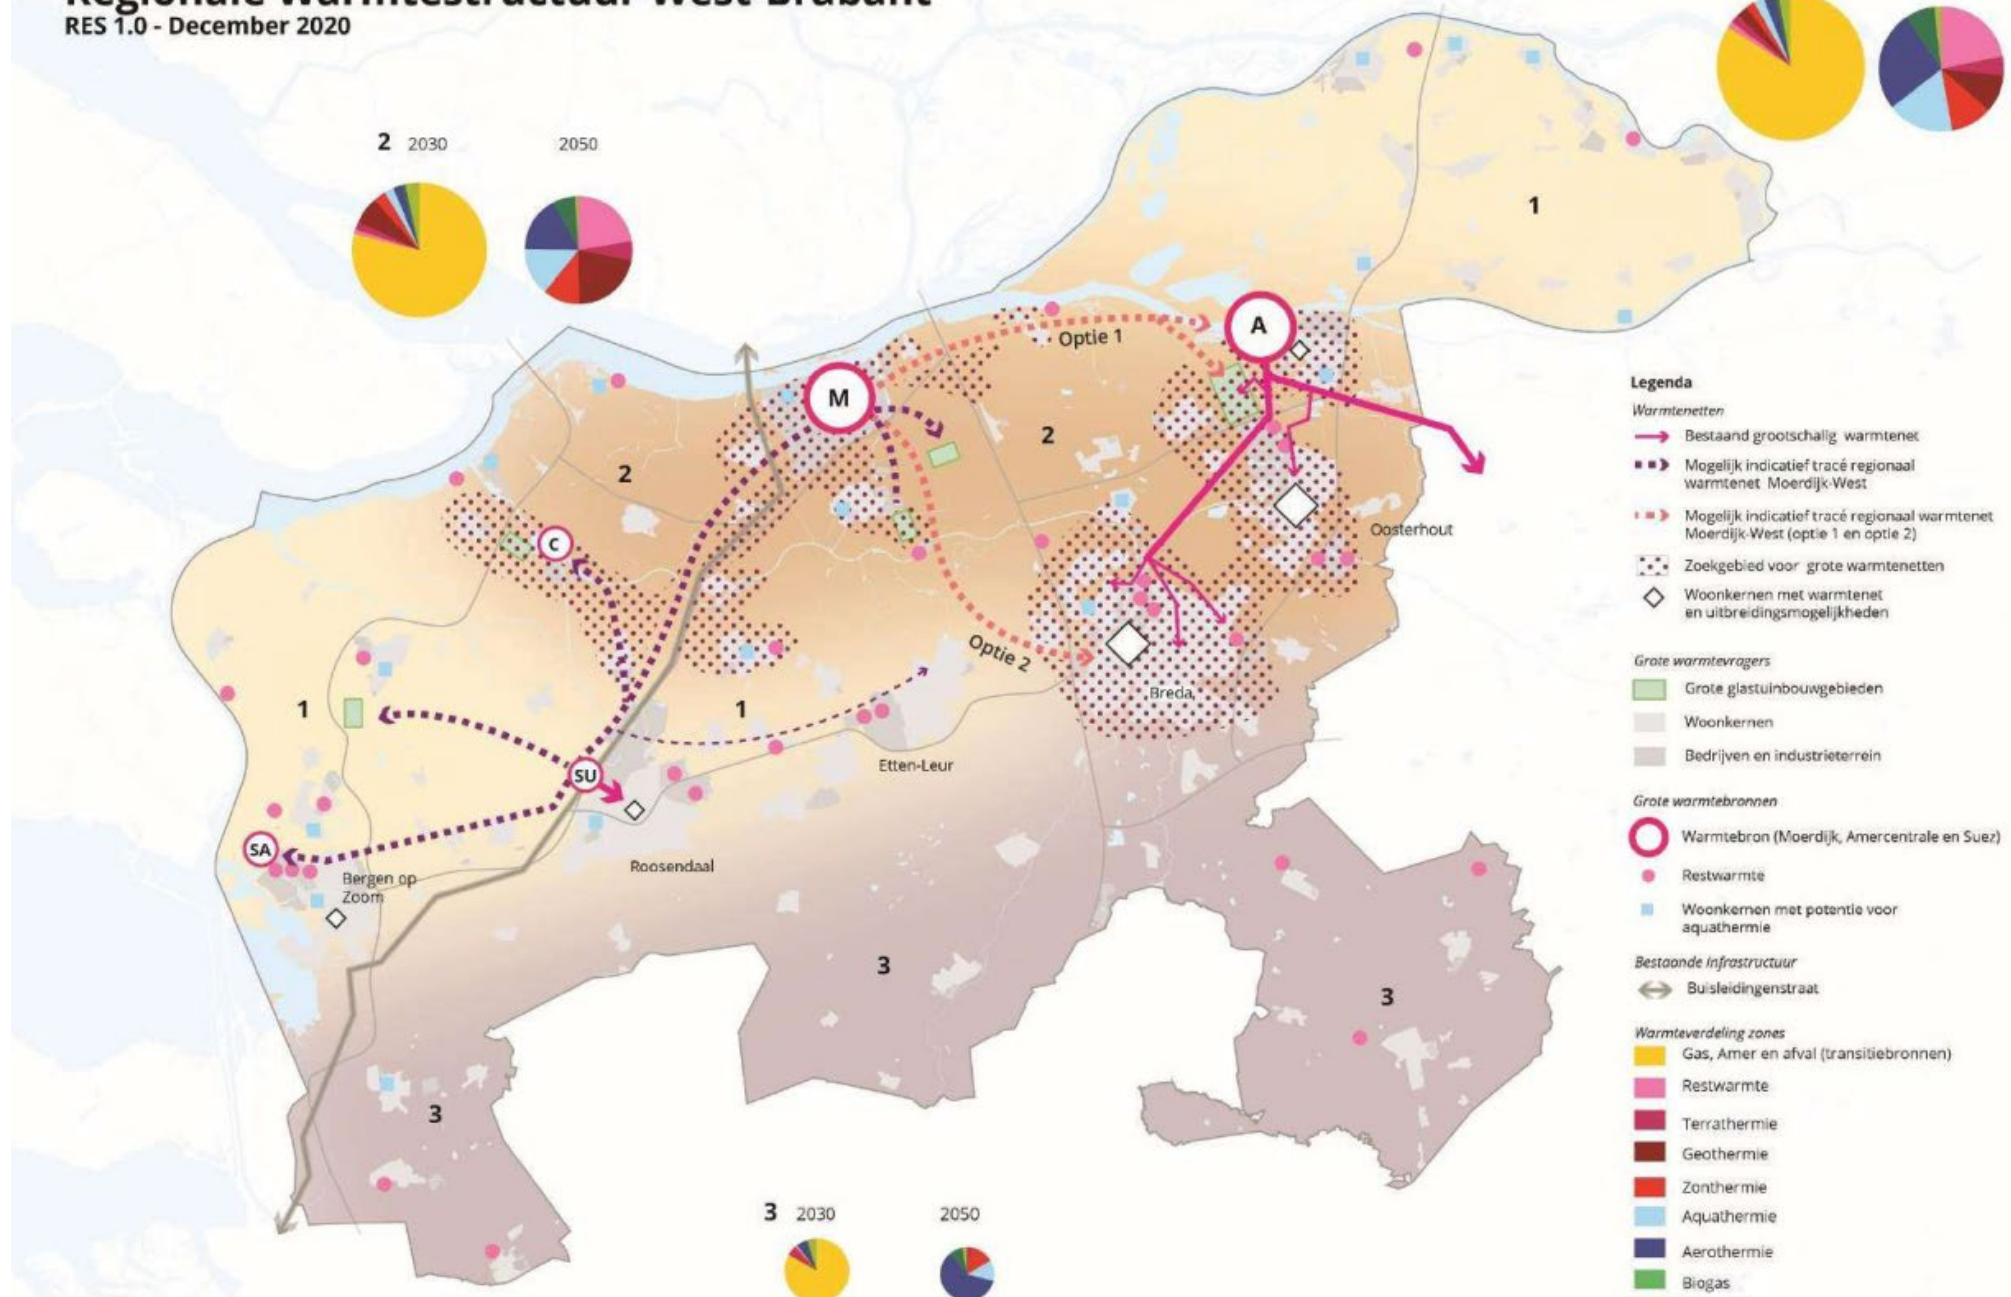 Regionale Warmtestructuur West-Brabant
RES 1.0 - December 2020
2 2030 2050
1
A
Optie 1
M
2
2
C
Oosterhout
Optie 2
Breda
1
1
SU
Etten-Leur
SA
Roosendaal
Bergen op
Zoom
3
3
3
3 2030 2050
Legenda
Warmtenetten
Bestaand grootschalig warmtenet
Mogelijk indicatief tracé regionaal
warmtenet Moerdijk-West
Mogelijk indicatief tracé regionaal warmtenet
Moerdijk-West (optie 1 en optie 2)
Zoekgebied voor grote warmtenetten
Woonkernen met warmtenet
en uitbreidingsmogelijkheden
Grote warmtevragers
Grote glastuinbouwgebieden
Woonkernen
Bedrijven en industrieterrein
Grote warmtebronnen
Warmtebron (Moerdijk, Amercentrale en Suez)
Restwarmte
Woonkernen met potentie voor
aquathermie
Bestaande Infrastructuur
Buisleidingenstraat
Warmteverdeling zones
Gas, Amer en afval (transitiebronnen)
Restwarmte
Terrathermie
Geothermie
Zonthermie
Aquathermie
Aerothermie
Biogas